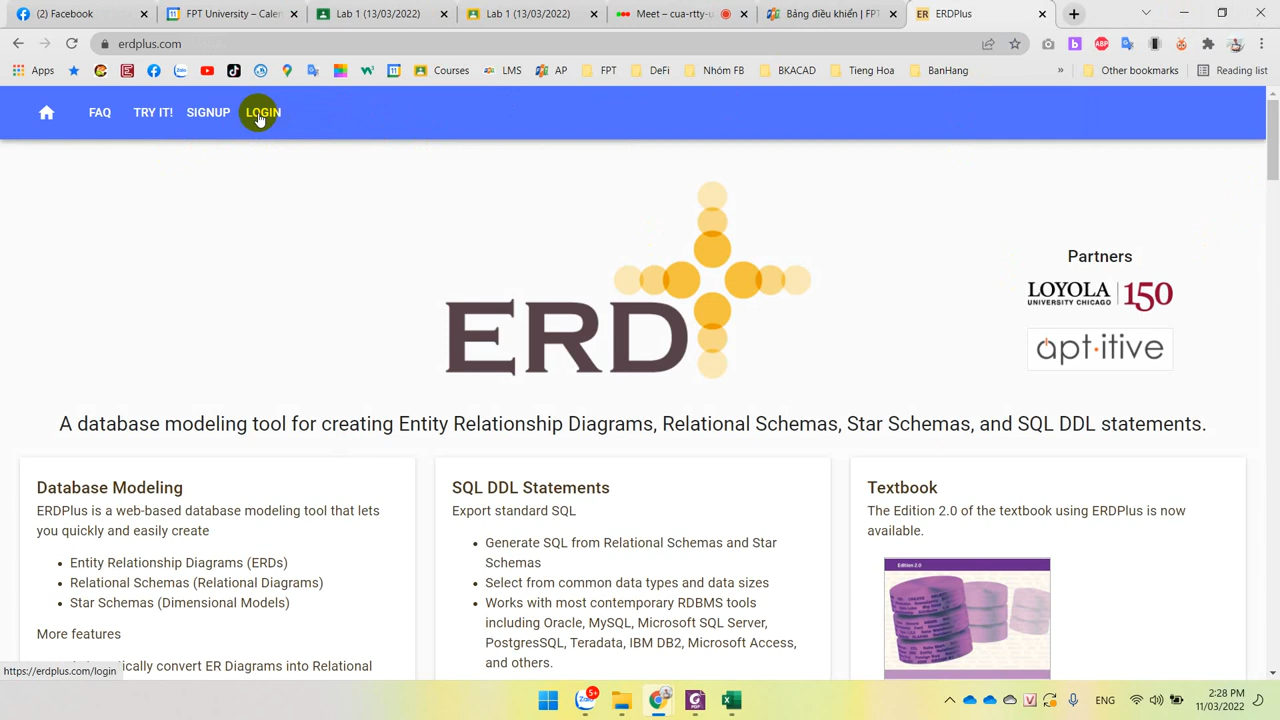 (2) Facebook
FPT University – Caler
Lab 1(13/03/2022)
Lab 1 (13/03/2022)
Meet – cua-rtty-u
Bảng điều khiển | FP
ERDPlus
erdplus.com
Apps
Courses
LMS
AP
FPT
DeFi
Nhóm FB
BKACAD
Tieng Hoa
BanHang
»
Other bookmarks
Reading list
FAQ
TRY IT!
SIGNUP
LOGIN
ERD
Partners
LOYOLA
UNIVERSITY CHICAGO
150
apt·itive
A database modeling tool for creating Entity Relationship Diagrams, Relational Schemas, Star Schemas, and SQL DDL statements.
Database Modeling
ERDPlus is a web-based database modeling tool that lets
you quickly and easily create
• Entity Relationship Diagrams (ERDs)
• Relational Schemas (Relational Diagrams)
• Star Schemas (Dimensional Models)
More features
ically convert ER Diagrams into Relational
SQL DDL Statements
Export standard SQL
• Generate SQL from Relational Schemas and Star
Schemas
• Select from common data types and data sizes
• Works with most contemporary RDBMS tools
including Oracle, MySQL, Microsoft SQL Server,
PostgresSQL, Teradata, IBM DB2, Microsoft Access,
and others.
Textbook
The Edition 2.0 of the textbook using ERDPlus is now
available.
Edition 2.0
https://erdplus.com/login
5+
ENG
2:28 PM
11/03/2022